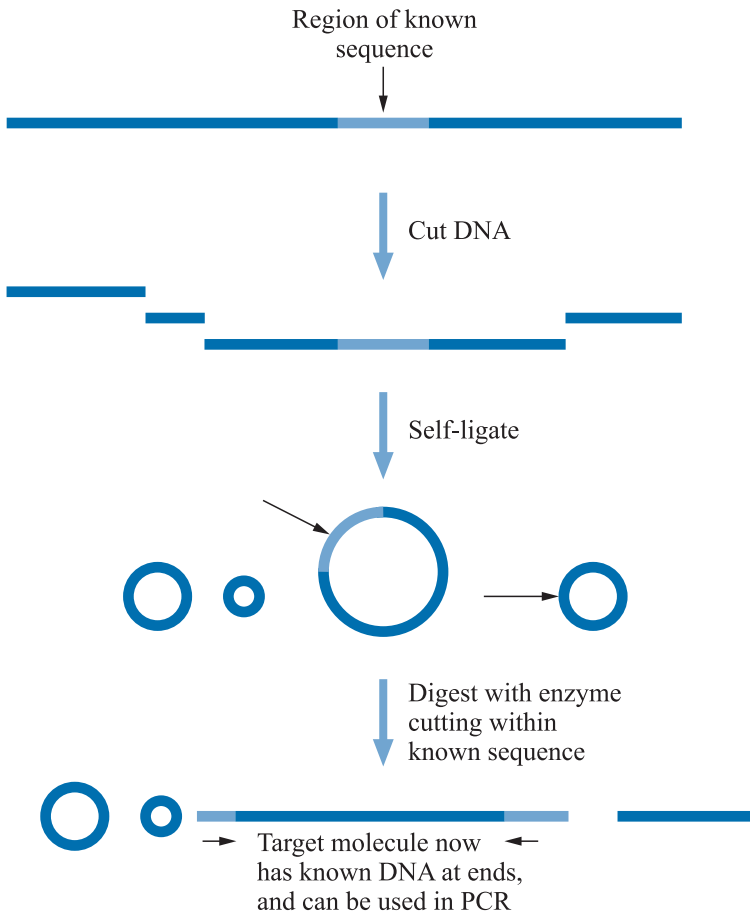 Region of known
sequence
Cut DNA
Self-ligate
Digest with enzyme
cutting within
known sequence
Target molecule now
has known DNA at ends,
and can be used in PCR